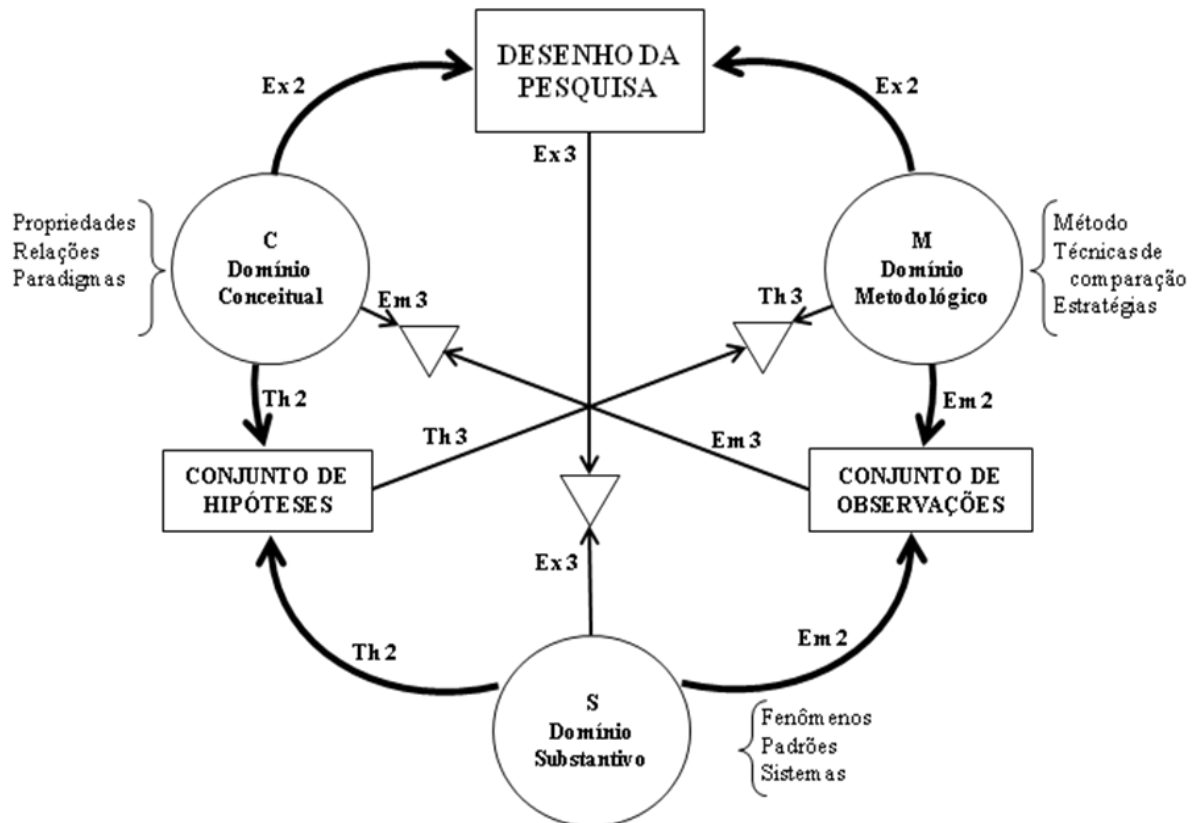 DESENHO DA
PESQUISA
Ex 2
Ex 2
Ex 3
Propriedades
Relações
Paradigmas
C
Domínio
Conceitual
M
Domínio
Metodológico
Método
Técnicas de
comparação
Estratégias
Em 3
Th 3
Th 2
Em 2
Th 3
Em 3
CONJUNTO DE
HIPÓTESES
CONJUNTO DE
OBSERVAÇÕES
Ex 3
Th 2
Em 2
S
Domínio
Substantivo
Fenômenos
Padrões
Sistemas